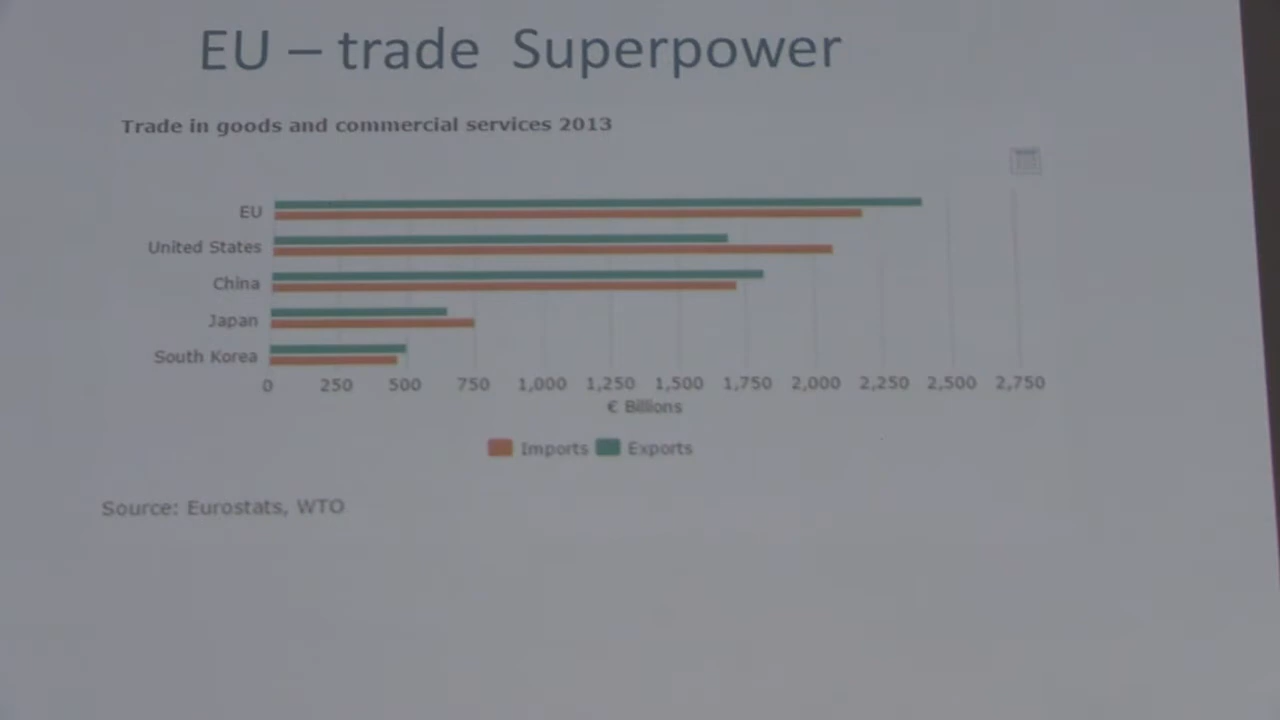 EU – trade Superpower
Trade in goods and commercial services 2013
EU
United States
China
Japan
South Korea
0 250 500 750 1,000 1,250 1,500 1,750 2,000 2,250 2,500 2,750
€ Billions
Imports Exports
Source: Eurostats, WTO